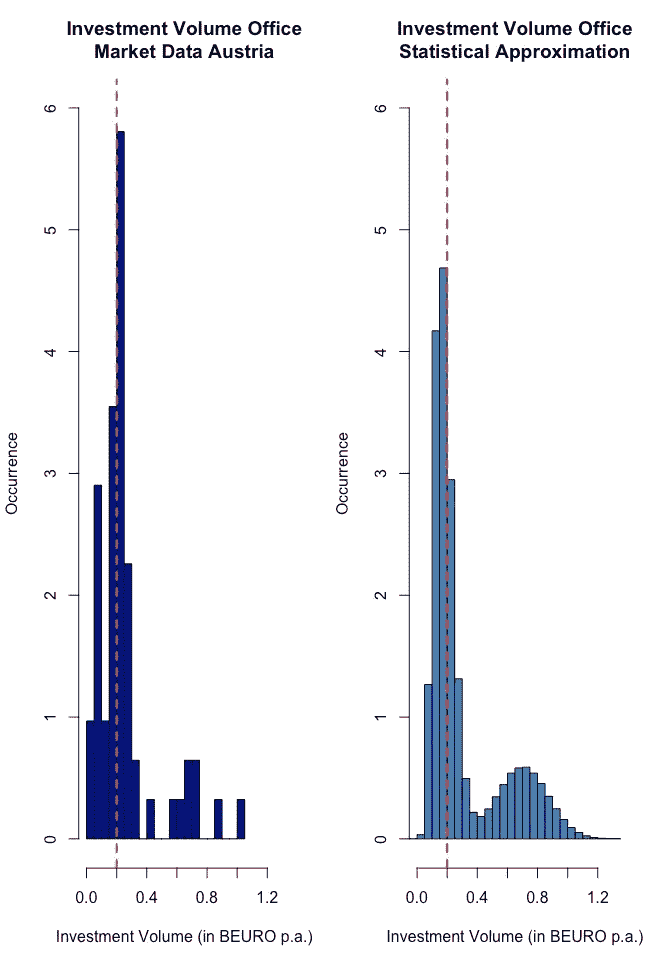 Investment Volume Office
Market Data Austria
Occurrence
6
5
4
3
2
1
0
0.0 0.4 0.8 1.2
Investment Volume (in BEURO p.a.)
Investment Volume Office
Statistical Approximation
Occurrence
6
5
4
3
2
1
0
0.0 0.4 0.8 1.2
Investment Volume (in BEURO p.a.)